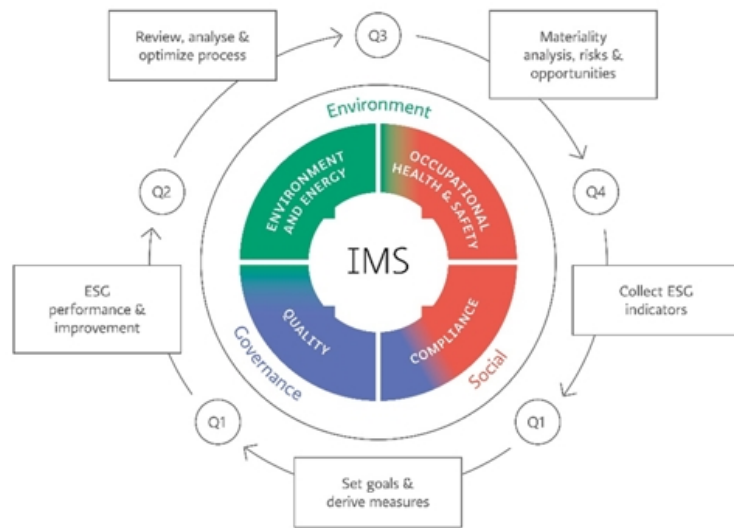 Review, analyse &
optimize process
Q3
Materiality
analysis, risks &
opportunities
Environment
ENVIRONMENT
AND ENERGY
OCCUPATIONAL
HEALTH & SAFETY
Q2
Q4
IMS
ESG
performance &
improvement
Collect ESG
indicators
QUALITY
COMPLIANCE
Governance
Social
Q1
Q1
Set goals &
derive measures